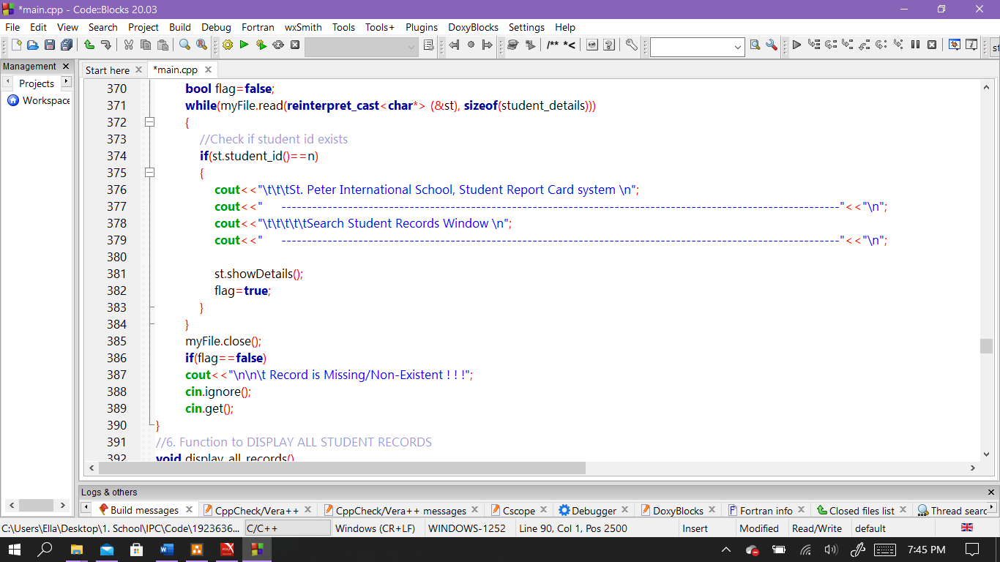 *main.cpp - Code::Blocks 20.03
File Edit View Search Project Build Debug Fortran wxSmith Tools Tools+ Plugins DoxyBlocks Settings Help
/** *<
st
Management
Start here *main.cpp
Projects
Workspace
370 bool flag=false;
371 while(myFile.read(reinterpret_cast<char*> (&st), sizeof(student_details)))
372 {
373 //Check if student id exists
374 if(st.student_id()==n)
375 {
376 cout<<"\t\t\tSt. Peter International School, Student Report Card system \n";
377 cout<<" ---------------------------------------------------------------------------------------------------------------"<<"\n";
378 cout<<"\t\t\t\t\tSearch Student Records Window \n";
379 cout<<" ---------------------------------------------------------------------------------------------------------------"<<"\n";
380
381 st.showDetails();
382 flag=true;
383 }
384 }
385 myFile.close();
386 if(flag==false)
387 cout<<"\n\n\t Record is Missing/Non-Existent ! ! !";
388 cin.ignore();
389 cin.get();
390 }
391 //6. Function to DISPLAY ALL STUDENT RECORDS
392 void display_all_records()
Logs & others
Build messages CppCheck/Vera++ CppCheck/Vera++ messages Cscope Debugger DoxyBlocks Fortran info Closed files list Thread searc
C:\Users\Ella\Desktop\1. School\IPC\Code\1923636... C/C++ Windows (CR+LF) WINDOWS-1252 Line 90, Col 1, Pos 2500 Insert Modified Read/Write default
7:45 PM